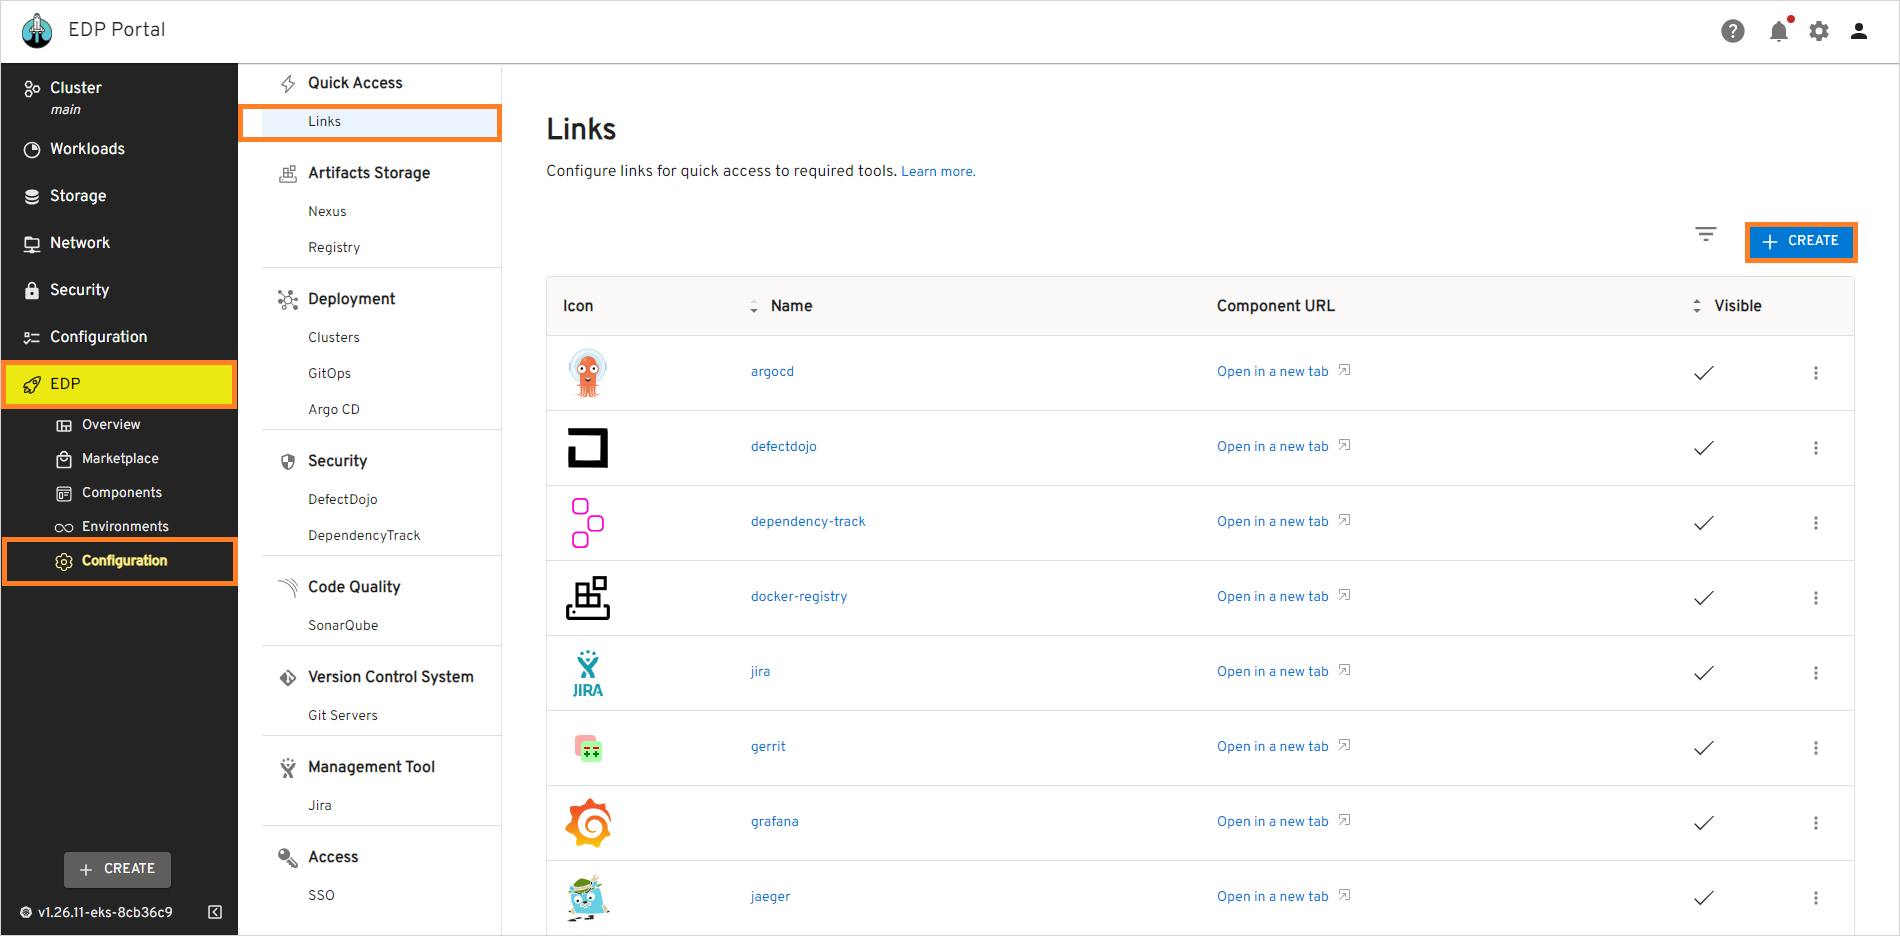 EDP Portal
Cluster
main
Workloads
Storage
Network
Security
Configuration
EDP
Overview
Marketplace
Components
Environments
Configuration
CREATE
v1.26.11-eks-8cb36c9
Quick Access
Links
Artifacts Storage
Nexus
Registry
Deployment
Clusters
GitOps
Argo CD
Security
DefectDojo
DependencyTrack
Code Quality
SonarQube
Version Control System
Git Servers
Management Tool
Jira
Access
SSO
Links
Configure links for quick access to required tools. Learn more.
CREATE
Icon Name Component URL Visible
argocd Open in a new tab
defectdojo Open in a new tab
dependency-track Open in a new tab
docker-registry Open in a new tab
JIRA jira Open in a new tab
gerrit Open in a new tab
grafana Open in a new tab
jaeger Open in a new tab